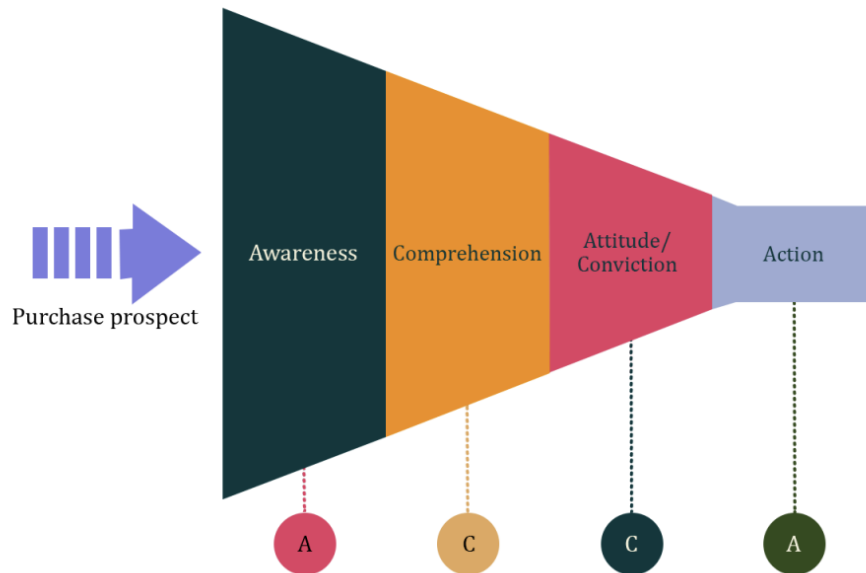 Purchase prospect
Awareness
Comprehension
Attitude/
Conviction
Action
A
C
C
A